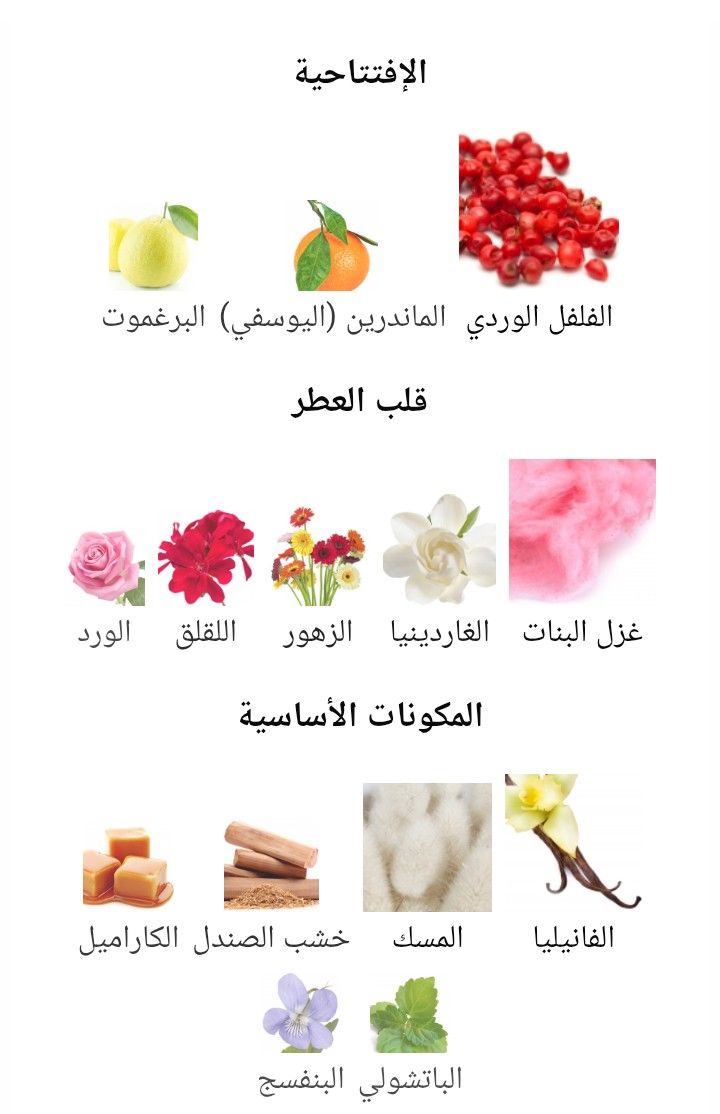 الإفتتاحية
الفلفل الوردي الماندرين (اليوسفي) البرغموت
قلب العطر
غزل البنات الغاردينيا الزهور اللقلق الورد
المكونات الأساسية
الفانيليا المسك خشب الصندل الكاراميل
الباتشولي البنفسج